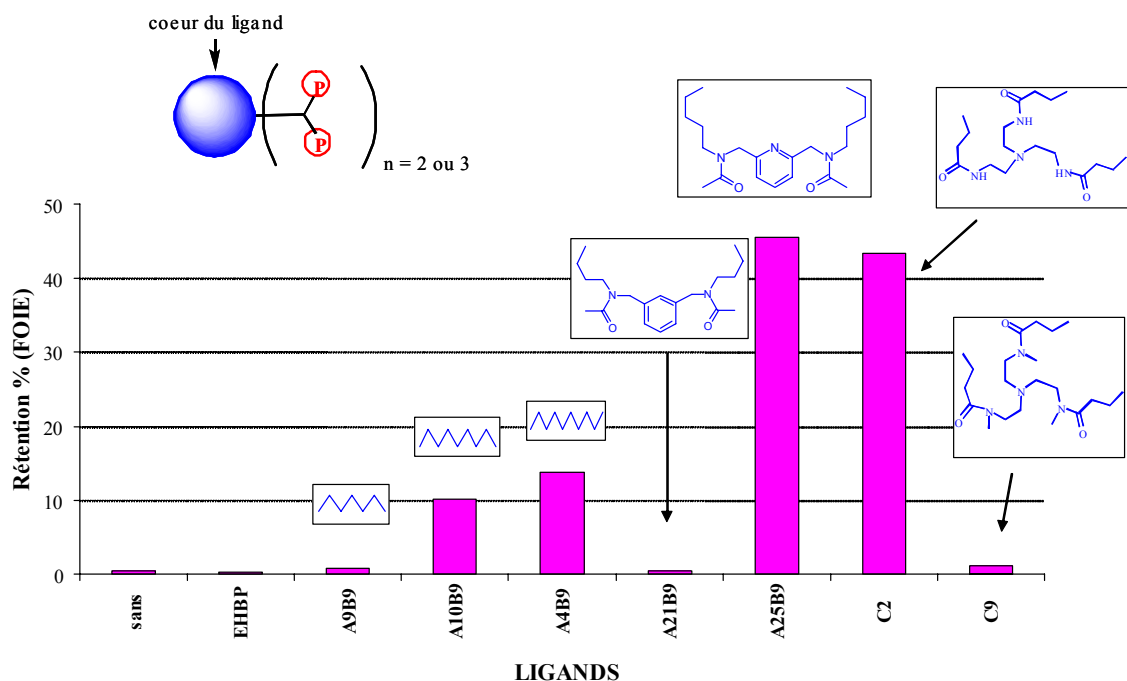 coeur du ligand
P
P
n = 2 ou 3
N
N
N
O
O
O
NH
N
O
NH
HN
O
N
N
O
O
O
N
N
O
N
N
O
Rétention % (FOIE)
50
40
30
20
10
0
sans
EHBP
A9B9
A10B9
A4B9
A21B9
A25B9
C2
C9
LIGANDS